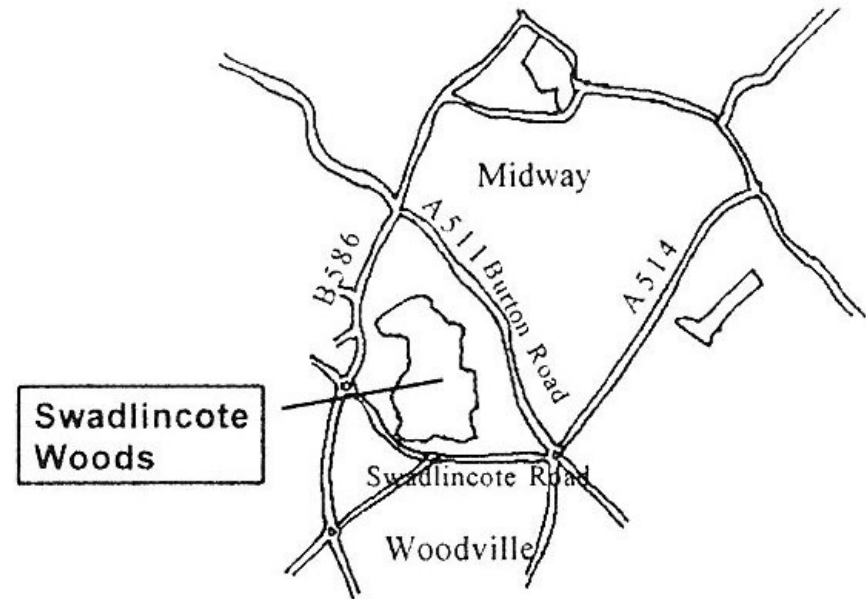 Midway
A511 Burton Road
A514
B586
Swadlincote
Woods
Swadlincote Road
Woodville